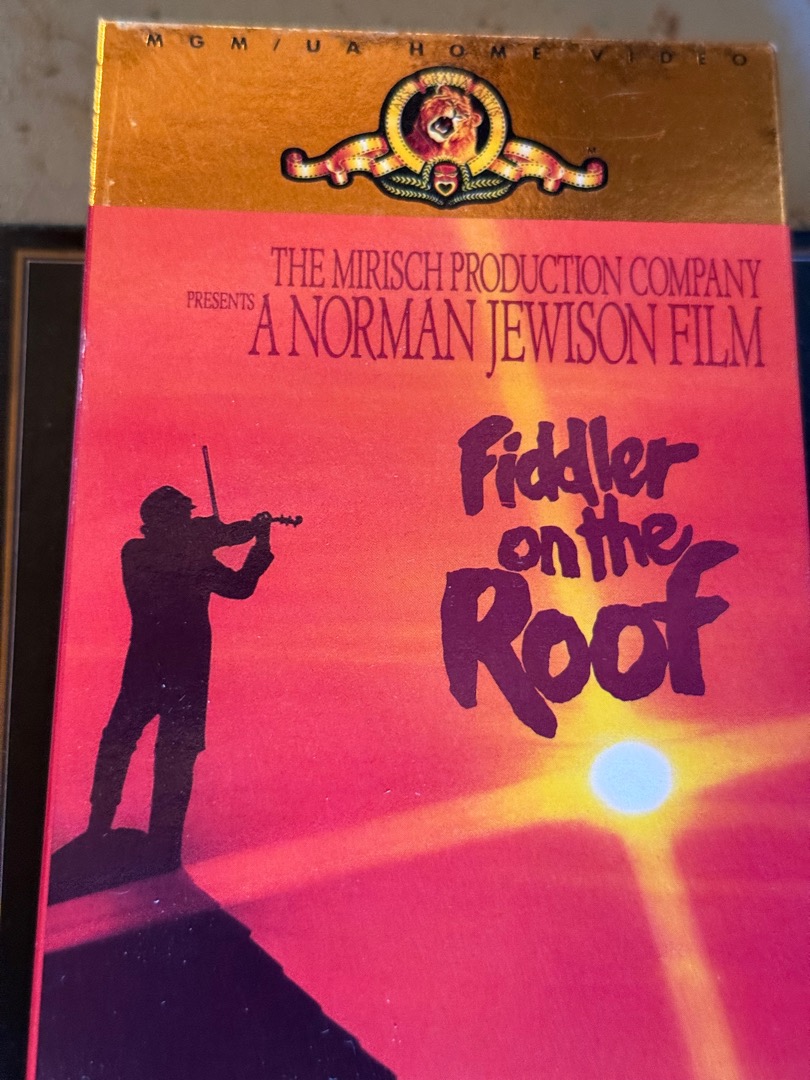 MGM/UA HOME VIDEO
THE MIRISCH PRODUCTION COMPANY
PRESENTS A NORMAN JEWISON FILM
Fiddler
on the
Roof